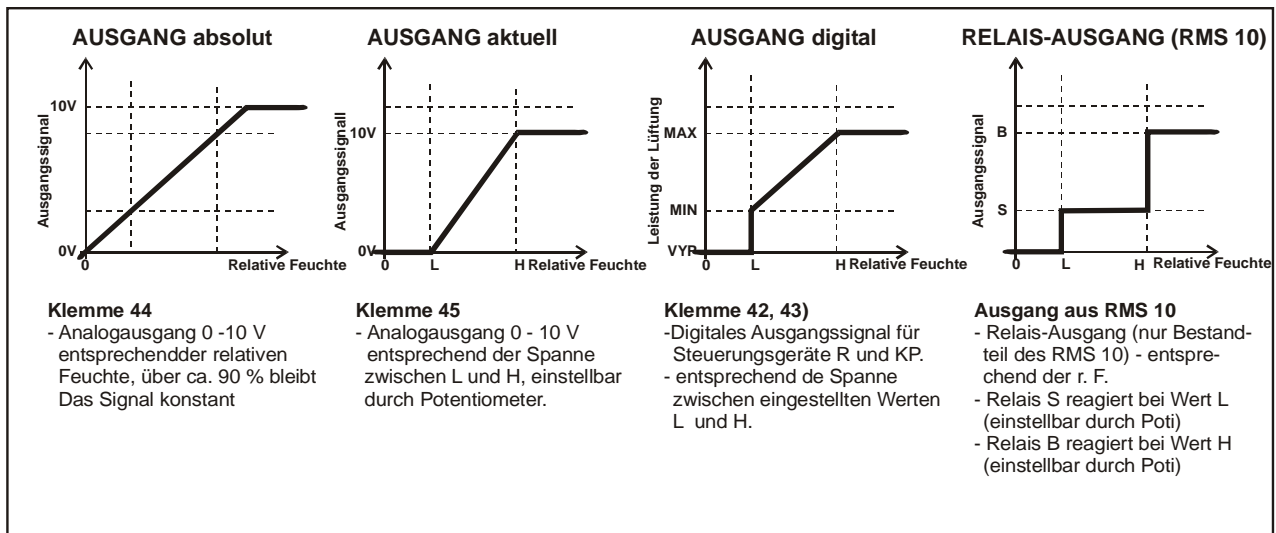 AUSGANG absolut
Ausgangssignal
10V
0V
0
Relative Feuchte
Klemme 44
- Analogausgang 0 -10 V
entsprechendder relativen
Feuchte, über ca. 90 % bleibt
Das Signal konstant
AUSGANG aktuell
Ausgangssignall
10V
0V
0
L
H
Relative Feuchte
Klemme 45
- Analogausgang 0 - 10 V
entsprechend der Spanne
zwischen L und H, einstellbar
durch Potentiometer.
AUSGANG digital
Leistung der Lüftung
MAX
MIN
VYP
0
L
H
Relative Feuchte
Klemme 42, 43)
-Digitales Ausgangssignal für
Steuerungsgeräte R und KP.
- entsprechend de Spanne
zwischen eingestellten Werten
L und H.
RELAIS-AUSGANG (RMS 10)
Ausgangssignal
B
S
0
L
H
Relative Feuchte
Ausgang aus RMS 10
- Relais-Ausgang (nur Bestand-
teil des RMS 10) - entspre-
chend der r. F.
- Relais S reagiert bei Wert L
(einstellbar durch Poti)
- Relais B reagiert bei Wert H
(einstellbar durch Poti)